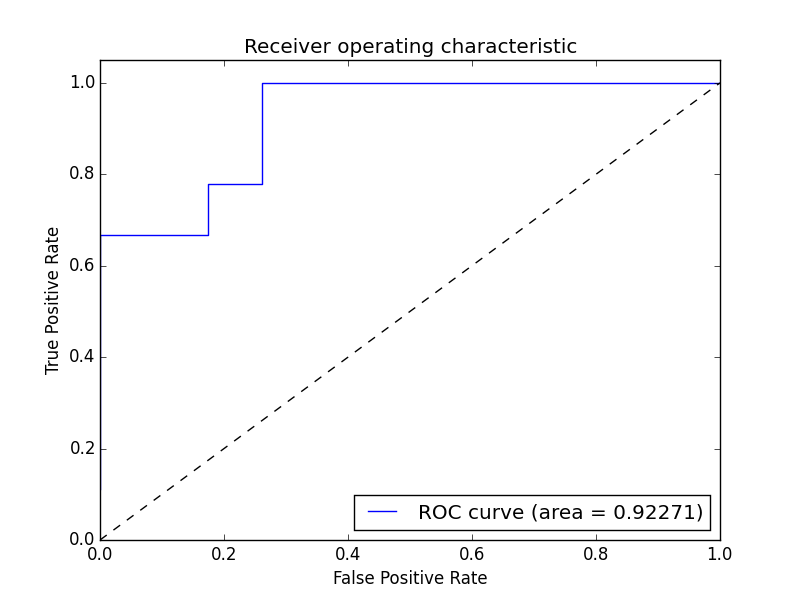 Receiver operating characteristic
1.0
0.8
0.6
0.4
0.2
0.0
True Positive Rate
ROC curve (area = 0.92271)
0.0 0.2 0.4 0.6 0.8 1.0
False Positive Rate